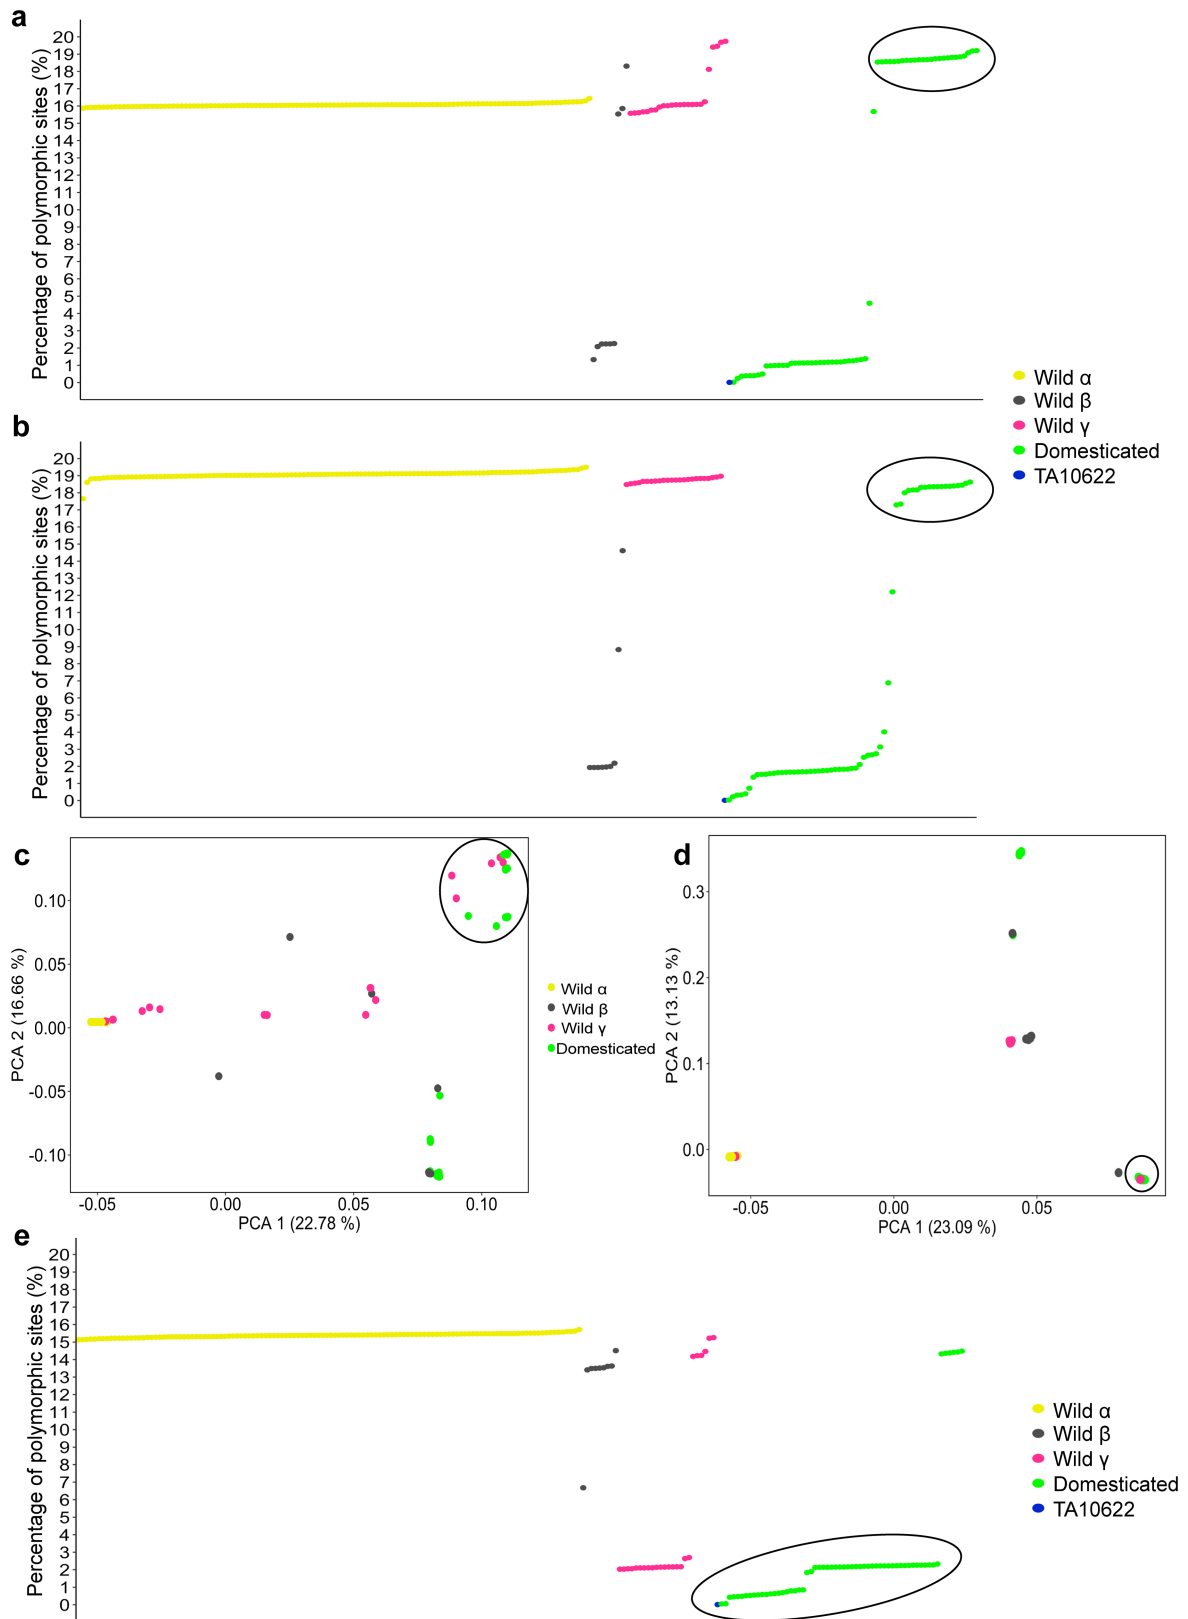 a
Percentage of polymorphic sites (%)
20
19
18
17
16
15
14
13
12
11
10
9
8
7
6
5
4
3
2
1
0
Wild α
Wild β
Wild γ
Domesticated
TA10622
b
Percentage of polymorphic sites (%)
20
19
18
17
16
15
14
13
12
11
10
9
8
7
6
5
4
3
2
1
0
c
PCA 2 (16.66 %)
0.10
0.05
0.00
-0.05
-0.10
-0.05 0.00 0.05 0.10
PCA 1 (22.78 %)
Wild α
Wild β
Wild γ
Domesticated
d
PCA 2 (13.13 %)
0.3
0.2
0.1
0.0
-0.05 0.00 0.05
PCA 1 (23.09 %)
e
Percentage of polymorphic sites (%)
20
19
18
17
16
15
14
13
12
11
10
9
8
7
6
5
4
3
2
1
0
Wild α
Wild β
Wild γ
Domesticated
TA10622